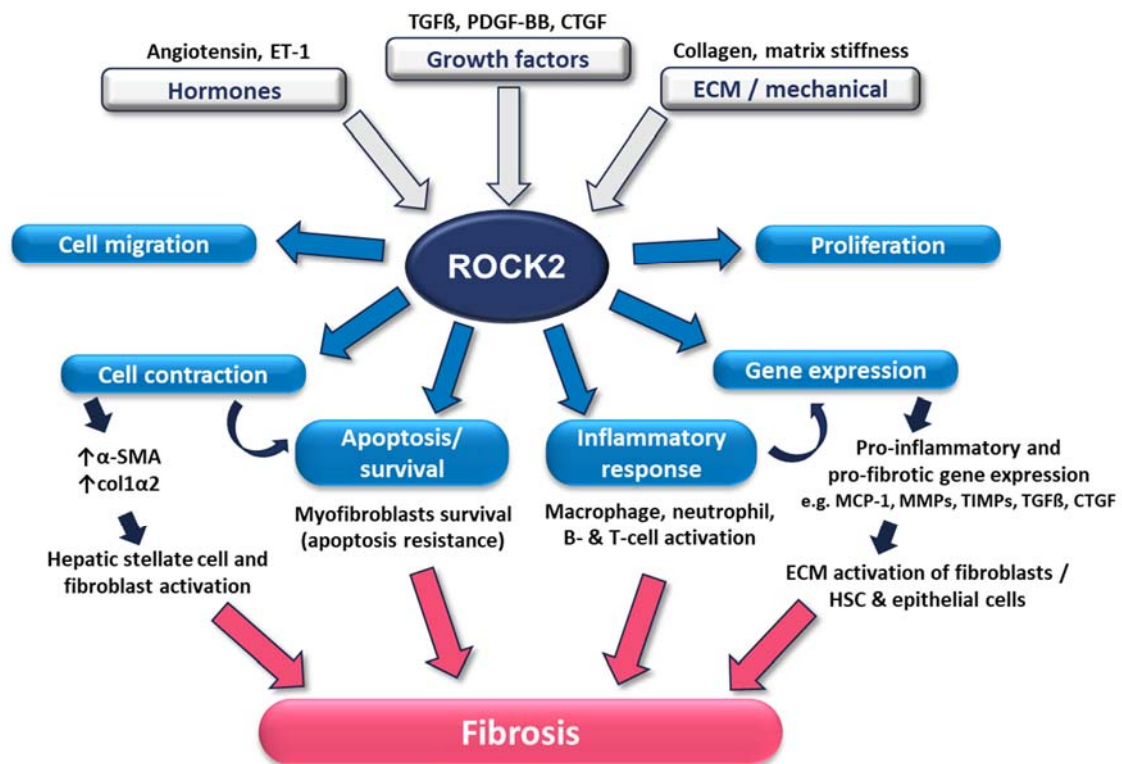 TGFß, PDGF-BB, CTGF
Growth factors
Angiotensin, ET-1
Hormones
Collagen, matrix stiffness
ECM / mechanical
ROCK2
Cell migration
Proliferation
Cell contraction
Gene expression
Apoptosis/
survival
Inflammatory
response
↑α-SMA
↑col1α2
Pro-inflammatory and
pro-fibrotic gene expression
e.g. MCP-1, MMPs, TIMPs, TGFß, CTGF
Myofibroblasts survival
(apoptosis resistance)
Macrophage, neutrophil,
B- & T-cell activation
Hepatic stellate cell and
fibroblast activation
ECM activation of fibroblasts /
HSC & epithelial cells
Fibrosis